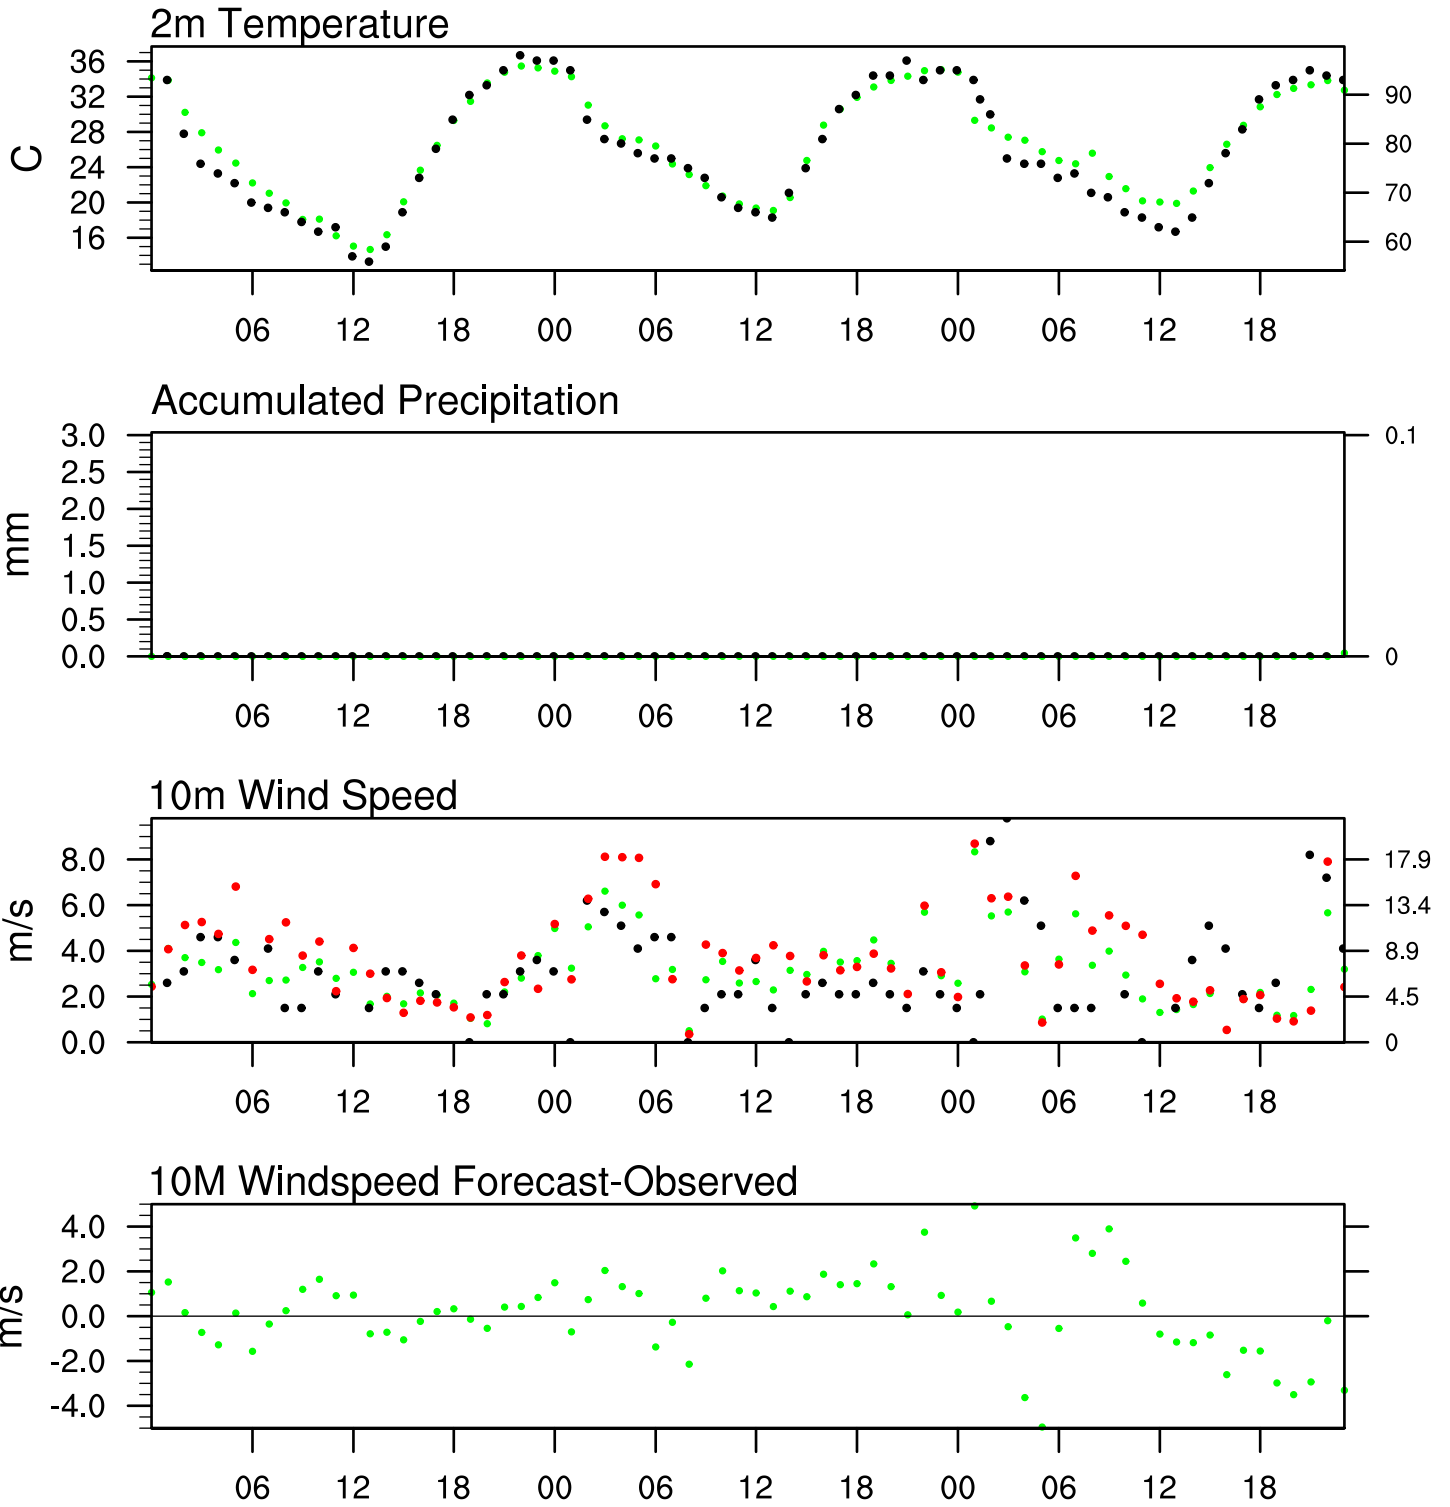 2m Temperature
36
32
28
24
20
16
C
90
80
70
60
06 12 18 00 06 12 18 00 06 12 18
Accumulated Precipitation
3.0
2.5
2.0
1.5
1.0
0.5
0.0
mm
0.1
0
06 12 18 00 06 12 18 00 06 12 18
10m Wind Speed
8.0
6.0
4.0
2.0
0.0
m/s
17.9
13.4
8.9
4.5
0
06 12 18 00 06 12 18 00 06 12 18
10M Windspeed Forecast-Observed
4.0
2.0
0.0
-2.0
-4.0
m/s
06 12 18 00 06 12 18 00 06 12 18